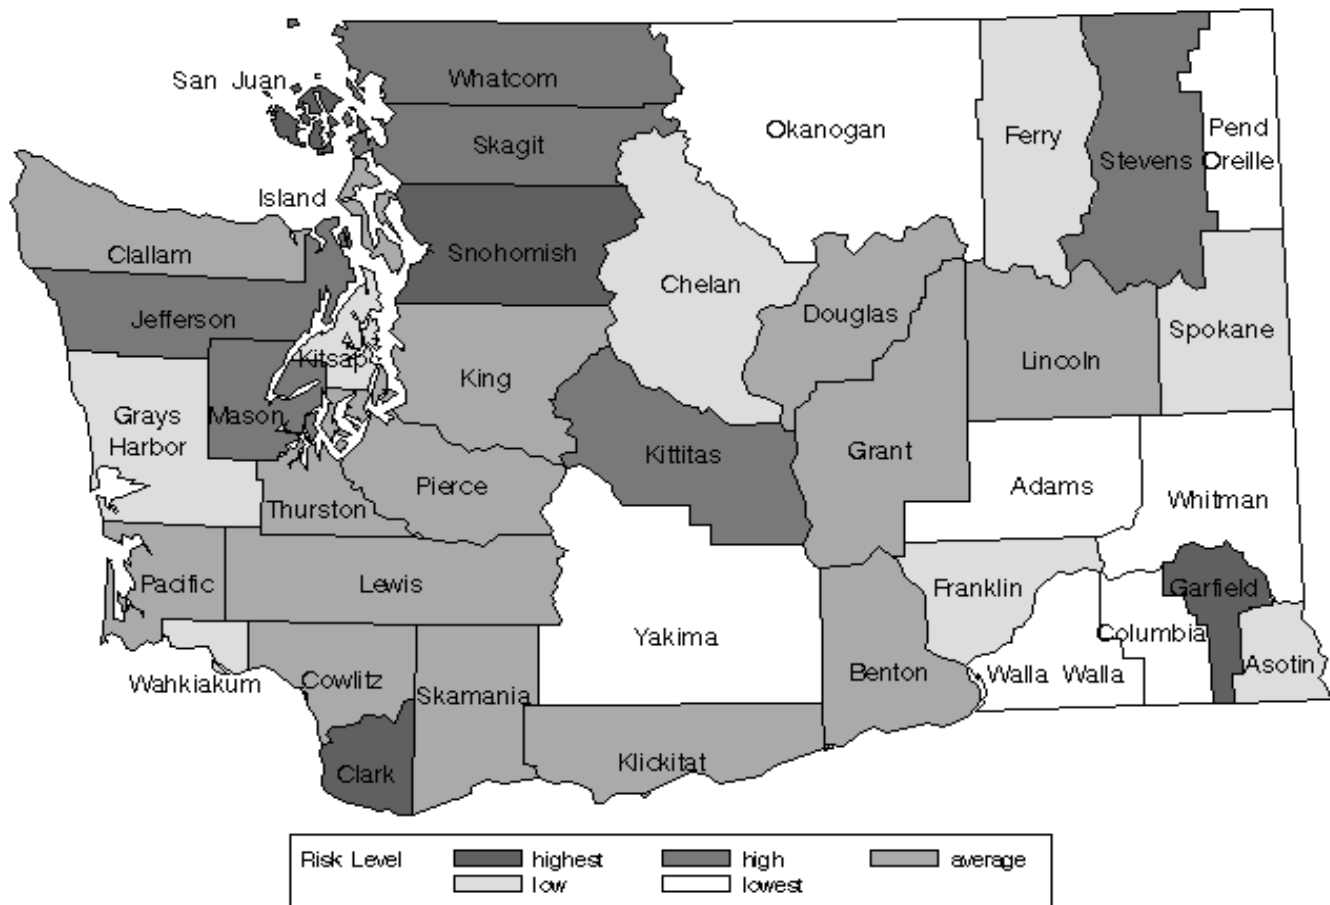 Whatcom
San Juan
Okanogan
Ferry
Pend
Oreille
Skagit
Stevens
Island
Clallam
Snohomish
Chelan
Jefferson
Douglas
Spokane
Kitsap
King
Lincoln
Grays
Harbor
Mason
Kittitas
Grant
Pierce
Adams
Whitman
Thurston
Pacific
Lewis
Franklin
Garfield
Yakima
Columbia
Wahkiakum
Cowlitz
Skamania
Benton
Walla Walla
Asotin
Clark
Klickitat
Risk Level highest high average
low lowest